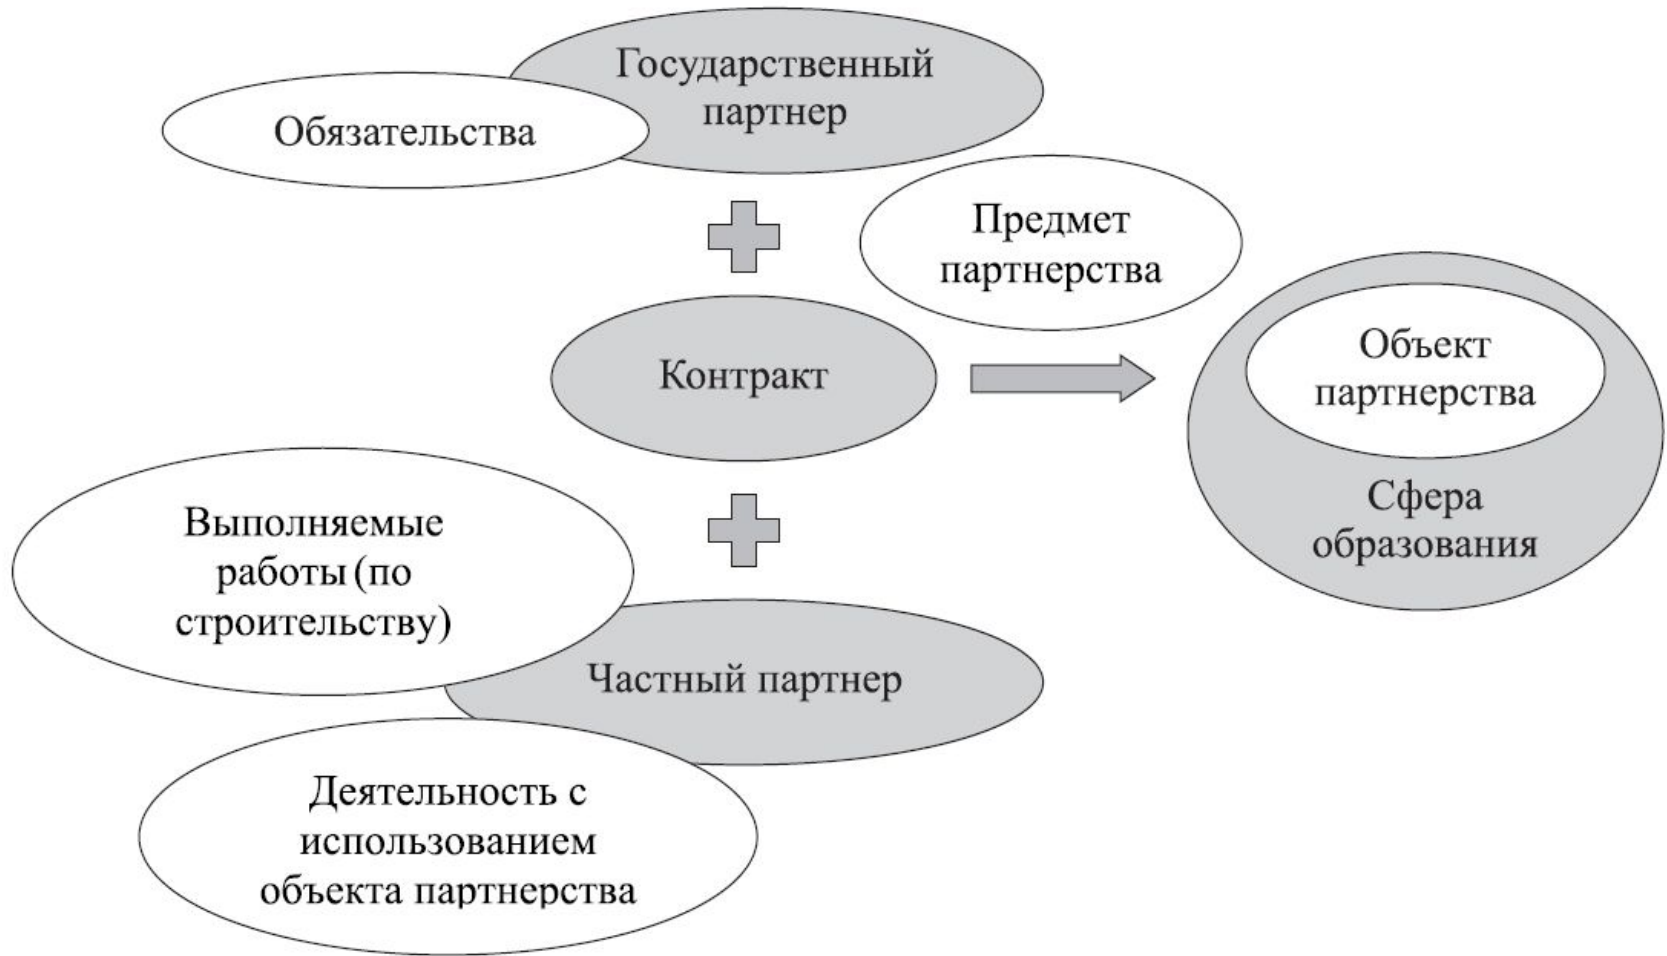 Государственный
партнер
Обязательства
Предмет
партнерства
Контракт
Объект
партнерства
Сфера
образования
Выполняемые
работы (по
строительству)
Частный партнер
Деятельность с
использованием
объекта партнерства